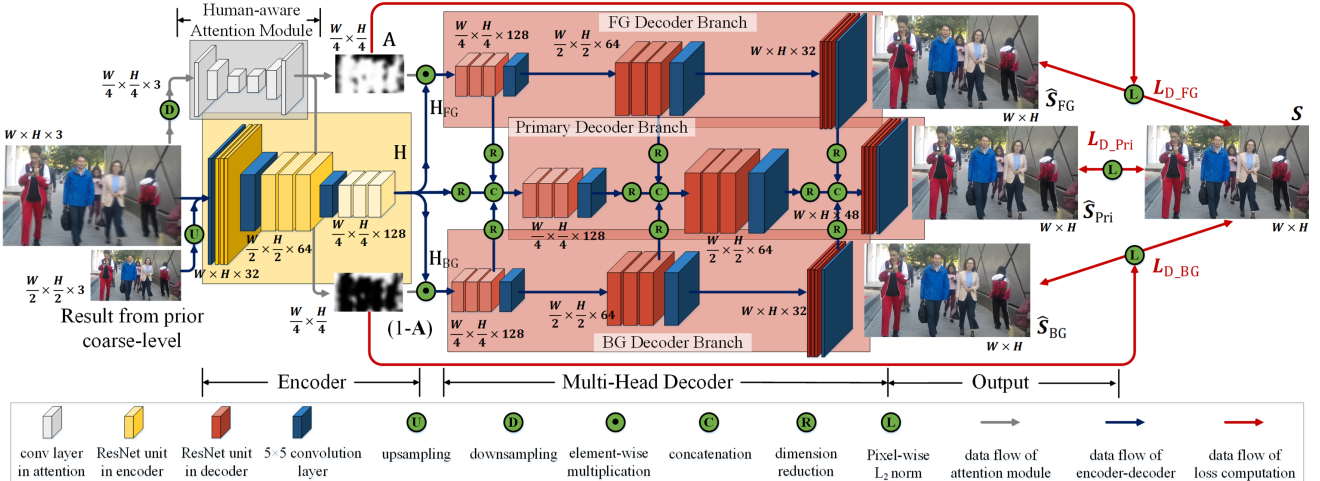 Human-aware
Attention Module
W/4 × H/4 × 3
W/4 × H/4
A
D
W × H × 3
U
W/2 × H/2 × 3
Result from prior
coarse-level
W × H × 32
W/2 × H/2 × 64
W/4 × H/4 × 128
H
H_FG
H_BG
W/4 × H/4
(1-A)
FG Decoder Branch
W/4 × H/4 × 128
W/2 × H/2 × 64
W × H × 32
Primary Decoder Branch
R
R
R
R
C
R
C
R
C
W/4 × H/4 × 128
W/2 × H/2 × 64
W × H × 48
R
R
R
W/4 × H/4 × 128
W/2 × H/2 × 64
W × H × 32
BG Decoder Branch
Ŝ_FG
W × H
Ŝ_Pri
W × H
Ŝ_BG
W × H
L
L_D_FG
L_D_Pri
L
L
L_D_BG
S
W × H
Encoder
Multi-Head Decoder
Output
conv layer
in attention
ResNet unit
in encoder
ResNet unit
in decoder
5×5 convolution
layer
U
upsampling
D
downsampling
element-wise
multiplication
C
concatenation
R
dimension
reduction
L
Pixel-wise
L₂ norm
data flow of
attention module
data flow of
encoder-decoder
data flow of
loss computation